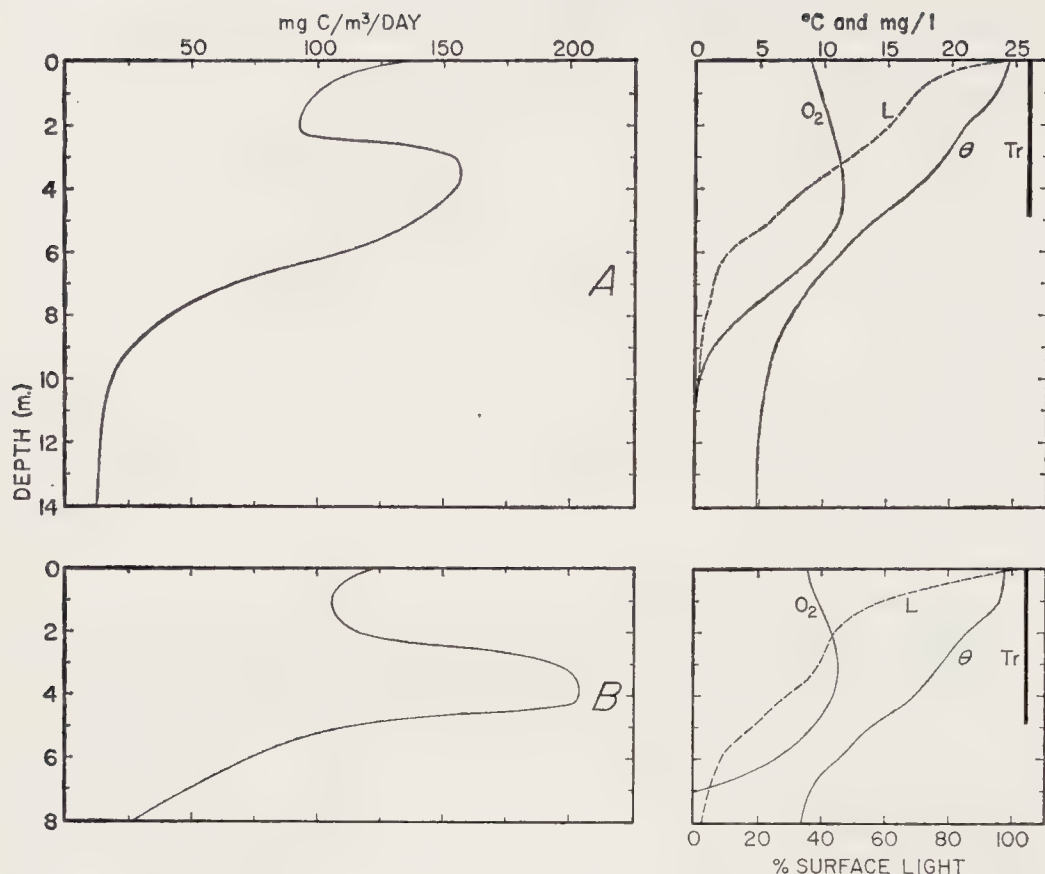 mg C/m³/DAY
50 100 150 200
0
2
4
6
8
10
12
14
DEPTH (m.)
A
°C and mg/l
0 5 10 15 20 25
O₂ L θ Tr
0
2
4
6
8
B
O₂ L θ Tr
0 20 40 60 80 100
% SURFACE LIGHT